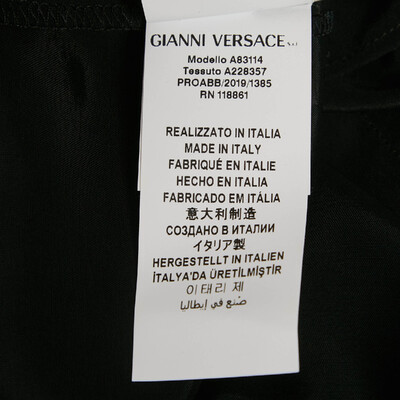 GIANNI VERSACE S.r.l
Modello A83114
Tessuto A228357
PROABB/2019/1385
RN 118861
REALIZZATO IN ITALIA
MADE IN ITALY
FABRIQUÉ EN ITALIE
HECHO EN ITALIA
FABRICADO EM ITÁLIA
意大利制造
СОЗДАНО В ИТАЛИИ
イタリア製
HERGESTELLT IN ITALIEN
İTALYA'DA ÜRETİLMİŞTİR
이태리 제
صُنع في إيطاليا